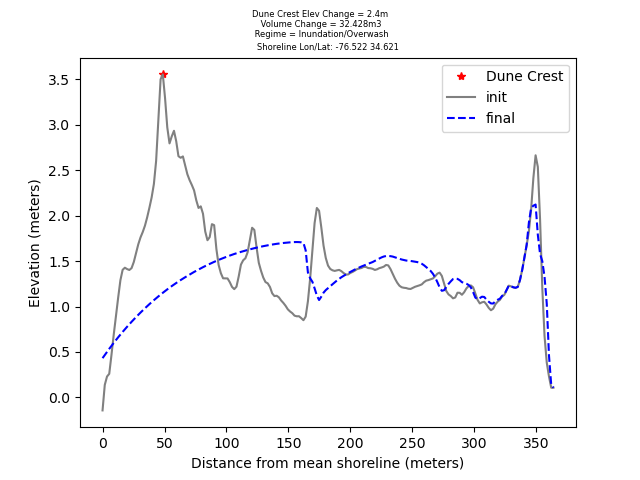 Dune Crest Elev Change = 2.4m
Volume Change = 32.428m3
Regime = Inundation/Overwash
Shoreline Lon/Lat: -76.522 34.621
Dune Crest
init
final
Elevation (meters)
3.5
3.0
2.5
2.0
1.5
1.0
0.5
0.0
0 50 100 150 200 250 300 350
Distance from mean shoreline (meters)